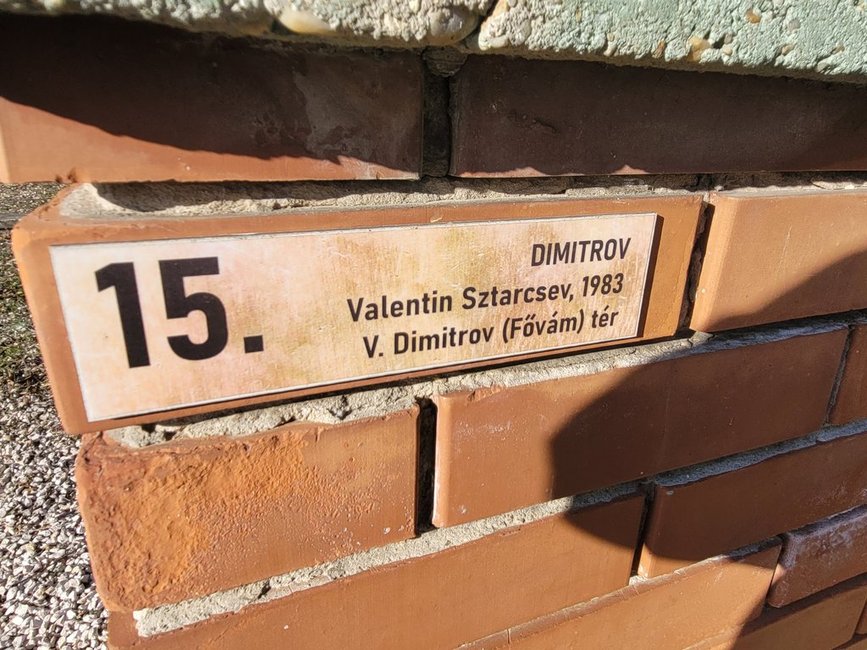 15.
DIMITROV
Valentin Sztarcsev, 1983
V. Dimitrov (Fővám) tér